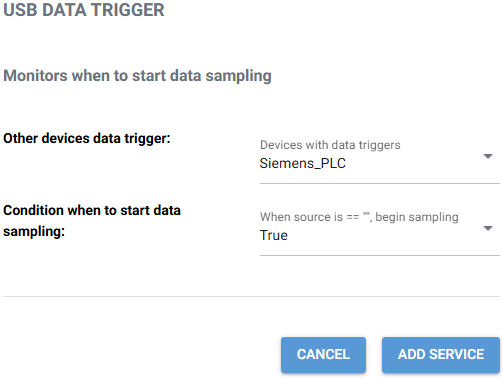 USB DATA TRIGGER
Monitors when to start data sampling
Other devices data trigger:
Devices with data triggers
Siemens_PLC
Condition when to start data
sampling:
When source is == "", begin sampling
True
CANCEL
ADD SERVICE